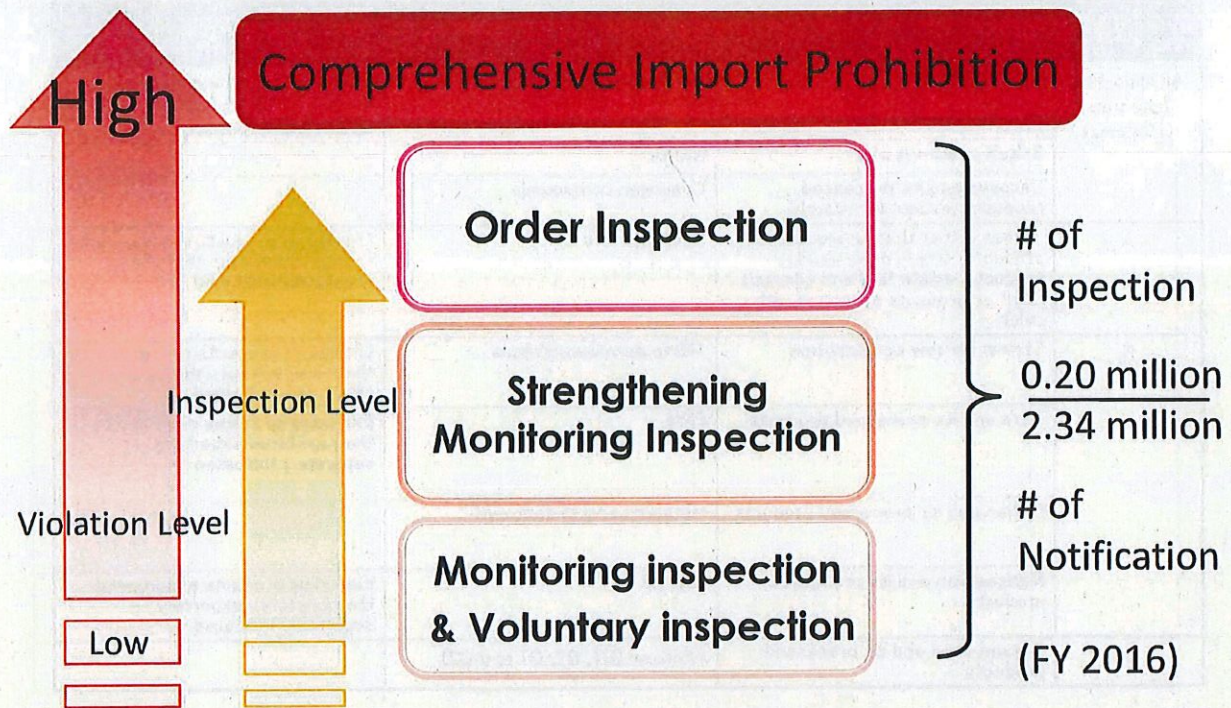 Comprehensive Import Prohibition
High
Order Inspection
# of
Inspection
Inspection Level
Strengthening
Monitoring Inspection
0.20 million
2.34 million
Violation Level
# of
Notification
Monitoring inspection
& Voluntary inspection
Low
(FY 2016)